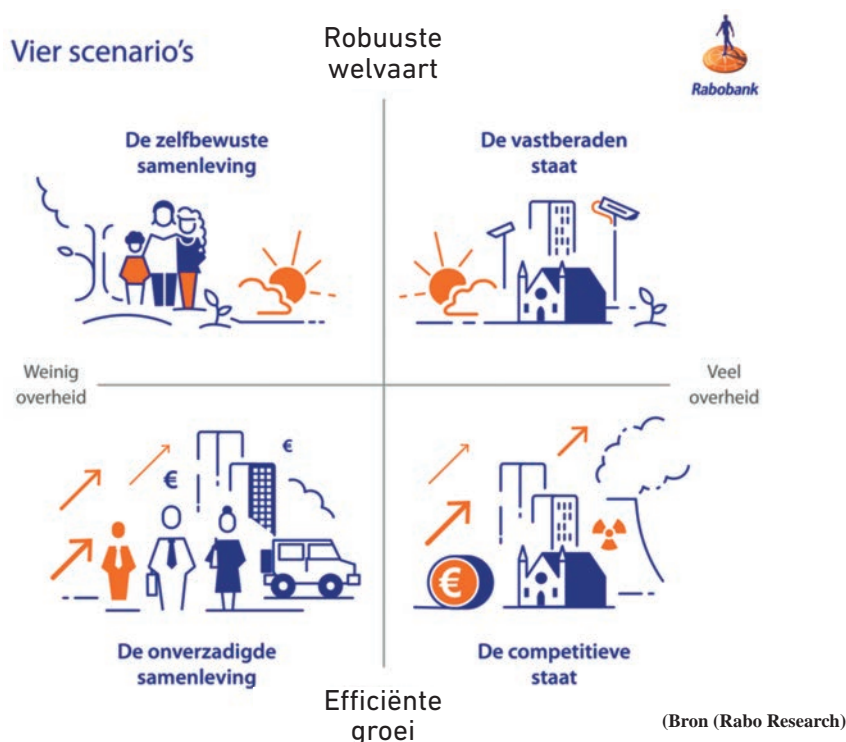 Vier scenario's
Robuuste
welvaart
Rabobank
De zelfbewuste
samenleving
De vastberaden
staat
Weinig
overheid
Veel
overheid
€
€
€
De onverzadigde
samenleving
De competitieve
staat
Efficiënte
groei
(Bron (Rabo Research)